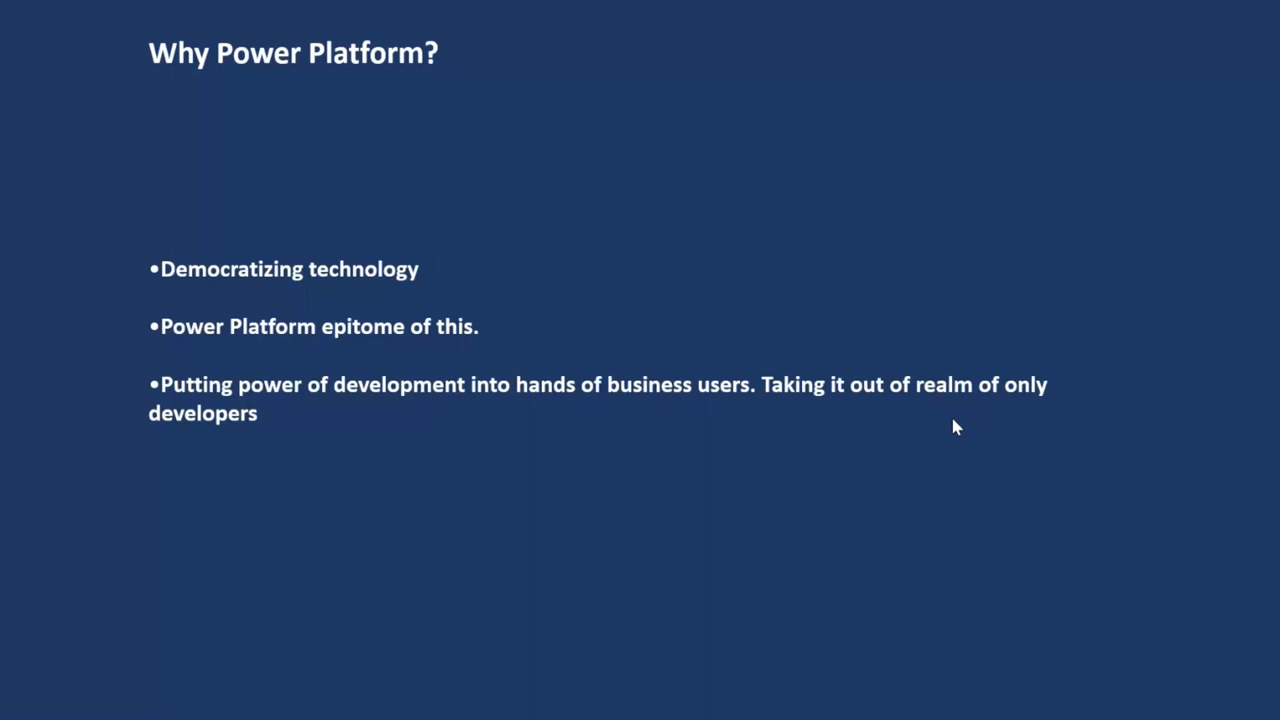 Why Power Platform?
•Democratizing technology
•Power Platform epitome of this.
•Putting power of development into hands of business users. Taking it out of realm of only
developers